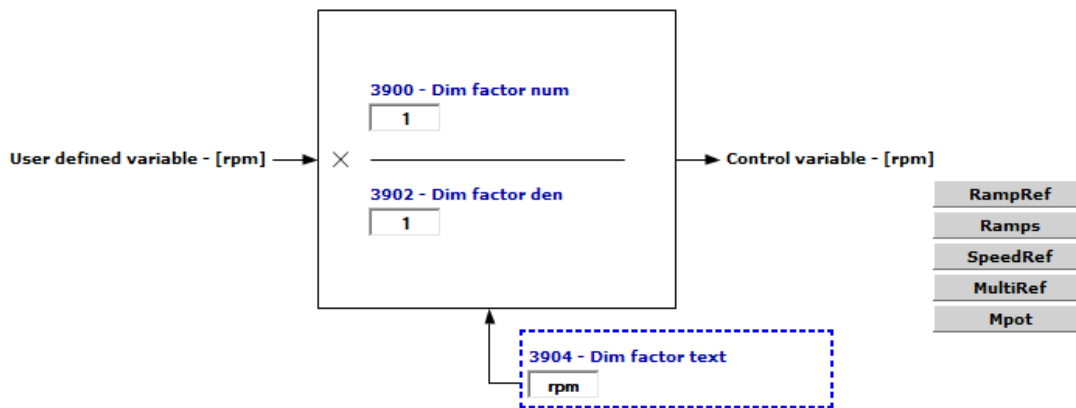 3900 - Dim factor num
1
User defined variable - [rpm]
×
Control variable - [rpm]
3902 - Dim factor den
1
RampRef
Ramps
SpeedRef
MultiRef
Mpot
3904 - Dim factor text
rpm